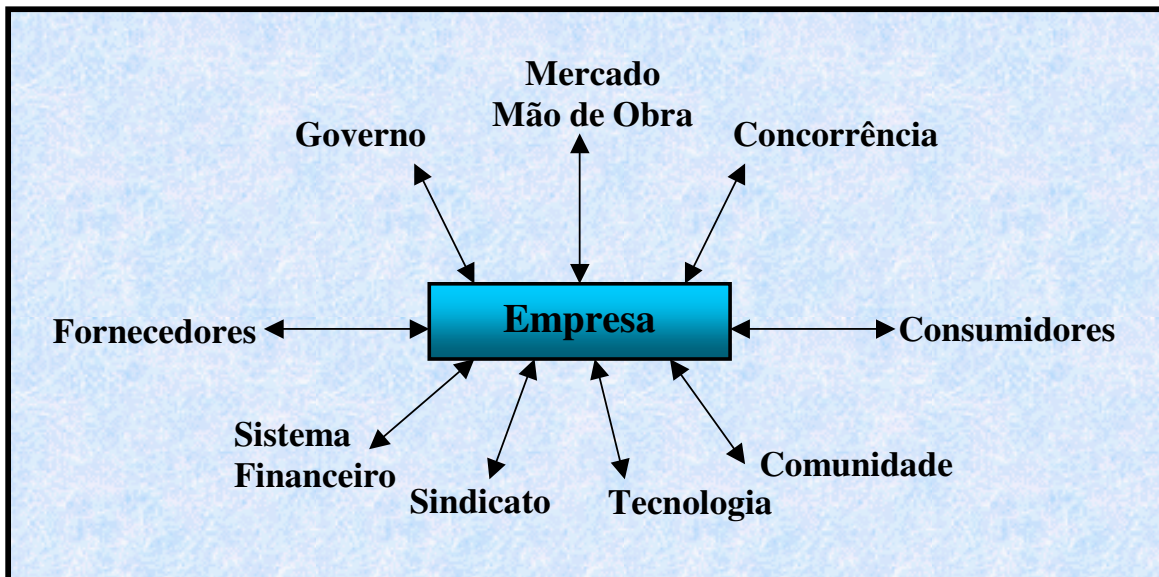 Mercado
Mão de Obra
Governo
Concorrência
Empresa
Fornecedores
Consumidores
Sistema
Financeiro
Sindicato
Tecnologia
Comunidade